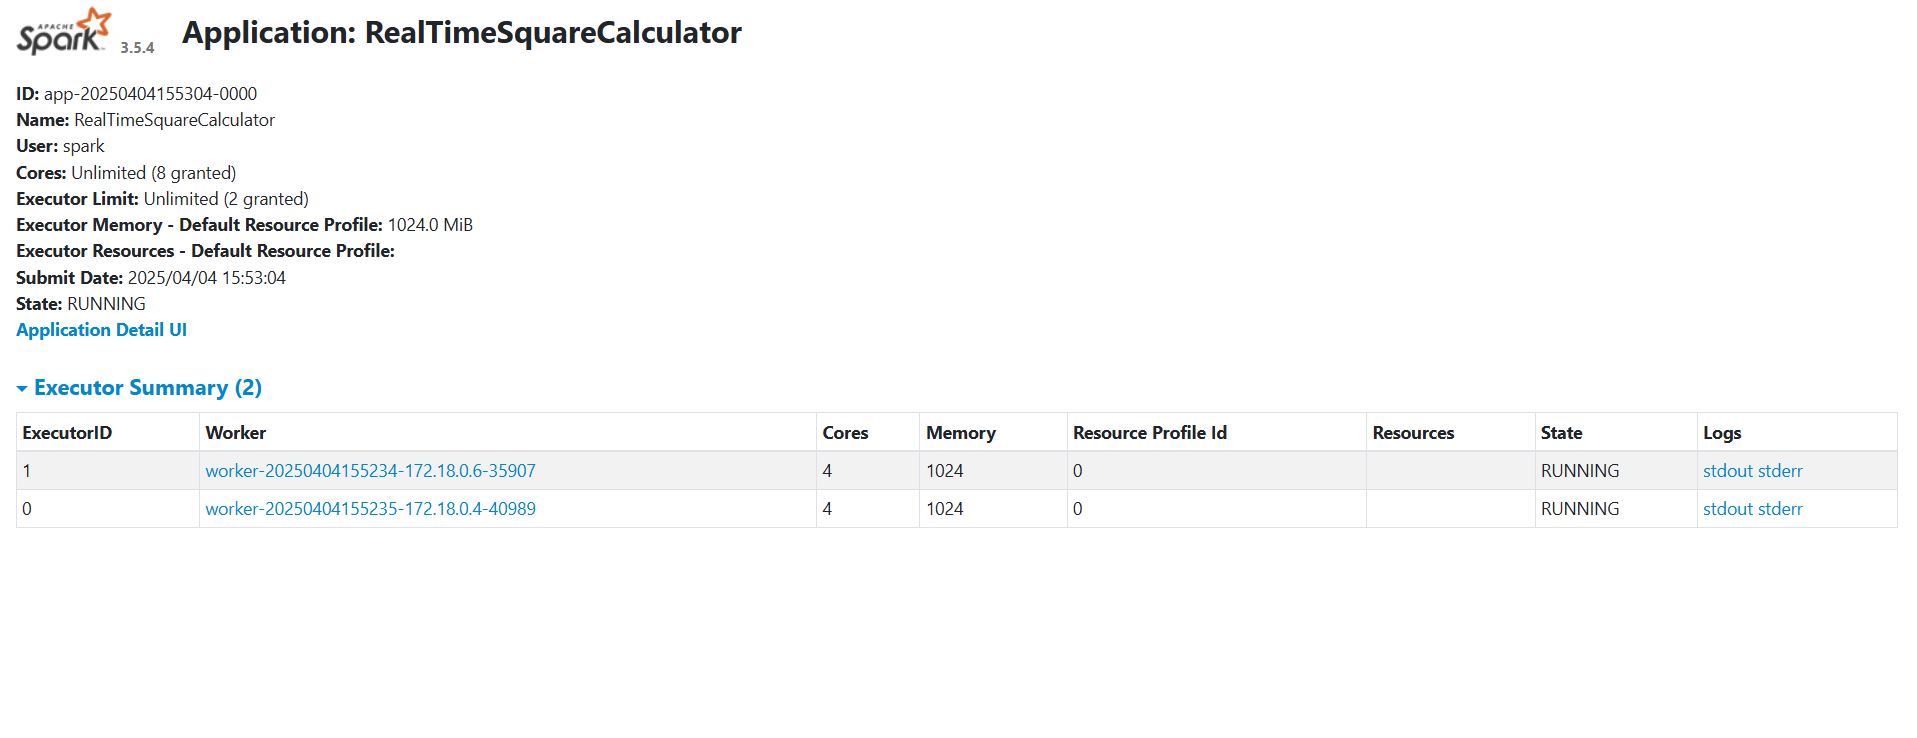 APACHE
Spark 3.5.4 Application: RealTimeSquareCalculator
ID: app-20250404155304-0000
Name: RealTimeSquareCalculator
User: spark
Cores: Unlimited (8 granted)
Executor Limit: Unlimited (2 granted)
Executor Memory - Default Resource Profile: 1024.0 MiB
Executor Resources - Default Resource Profile:
Submit Date: 2025/04/04 15:53:04
State: RUNNING
Application Detail UI
Executor Summary (2)
ExecutorID Worker Cores Memory Resource Profile Id Resources State Logs
1 worker-20250404155234-172.18.0.6-35907 4 1024 0 RUNNING stdout stderr
0 worker-20250404155235-172.18.0.4-40989 4 1024 0 RUNNING stdout stderr